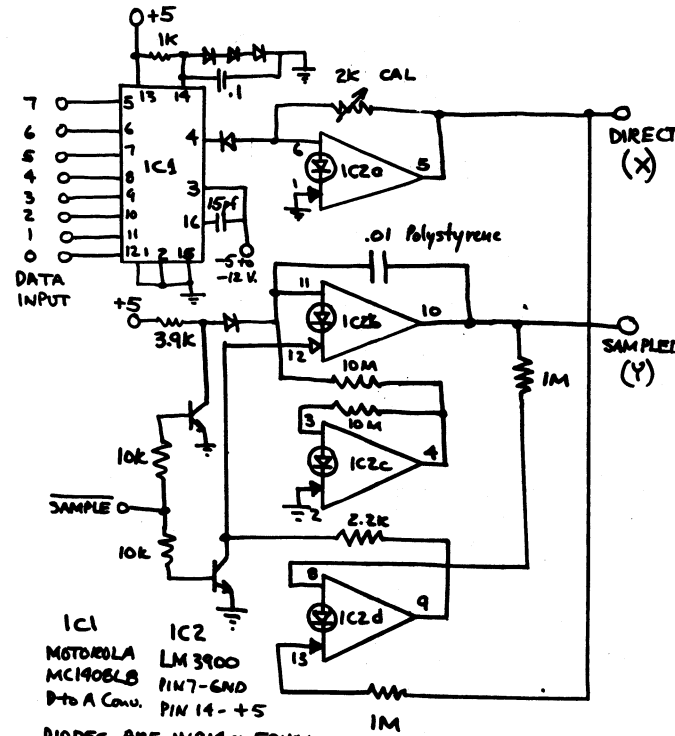 +5
1K
.1
2K CAL
7
6
5
4
3
2
1
0
DATA
INPUT
13 14
5
6
7
8
9
10
11
12
IC1
4
3
16
15pf
1 2 15
-5 to
-12 V.
6
1
IC2a
5
DIRECT
(X)
.01 Polystyrene
+5
3.9K
11
12
IC2b
10
SAMPLED
(Y)
10M
10M
1M
3
2
IC2c
4
10K
SAMPLE
10K
2.2K
8
13
IC2d
9
1M
IC1
MOTOROLA
MC1408L8
D to A Conv.
IC2
LM 3900
PIN 7-GND
PIN 14- +5
DIODES ARE